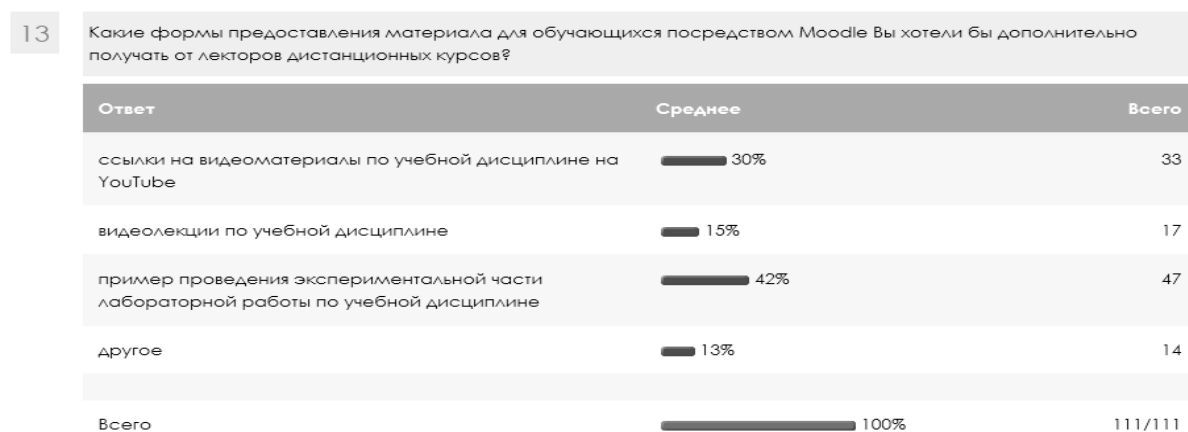 13
Какие формы предоставления материала для обучающихся посредством Moodle Вы хотели бы дополнительно
получать от лекторов дистанционных курсов?
Ответ Среднее Всего
ссылки на видеоматериалы по учебной дисциплине на
YouTube
30% 33
видеолекции по учебной дисциплине 15% 17
пример проведения экспериментальной части
лабораторной работы по учебной дисциплине
42% 47
другое 13% 14
Всего 100% 111/111